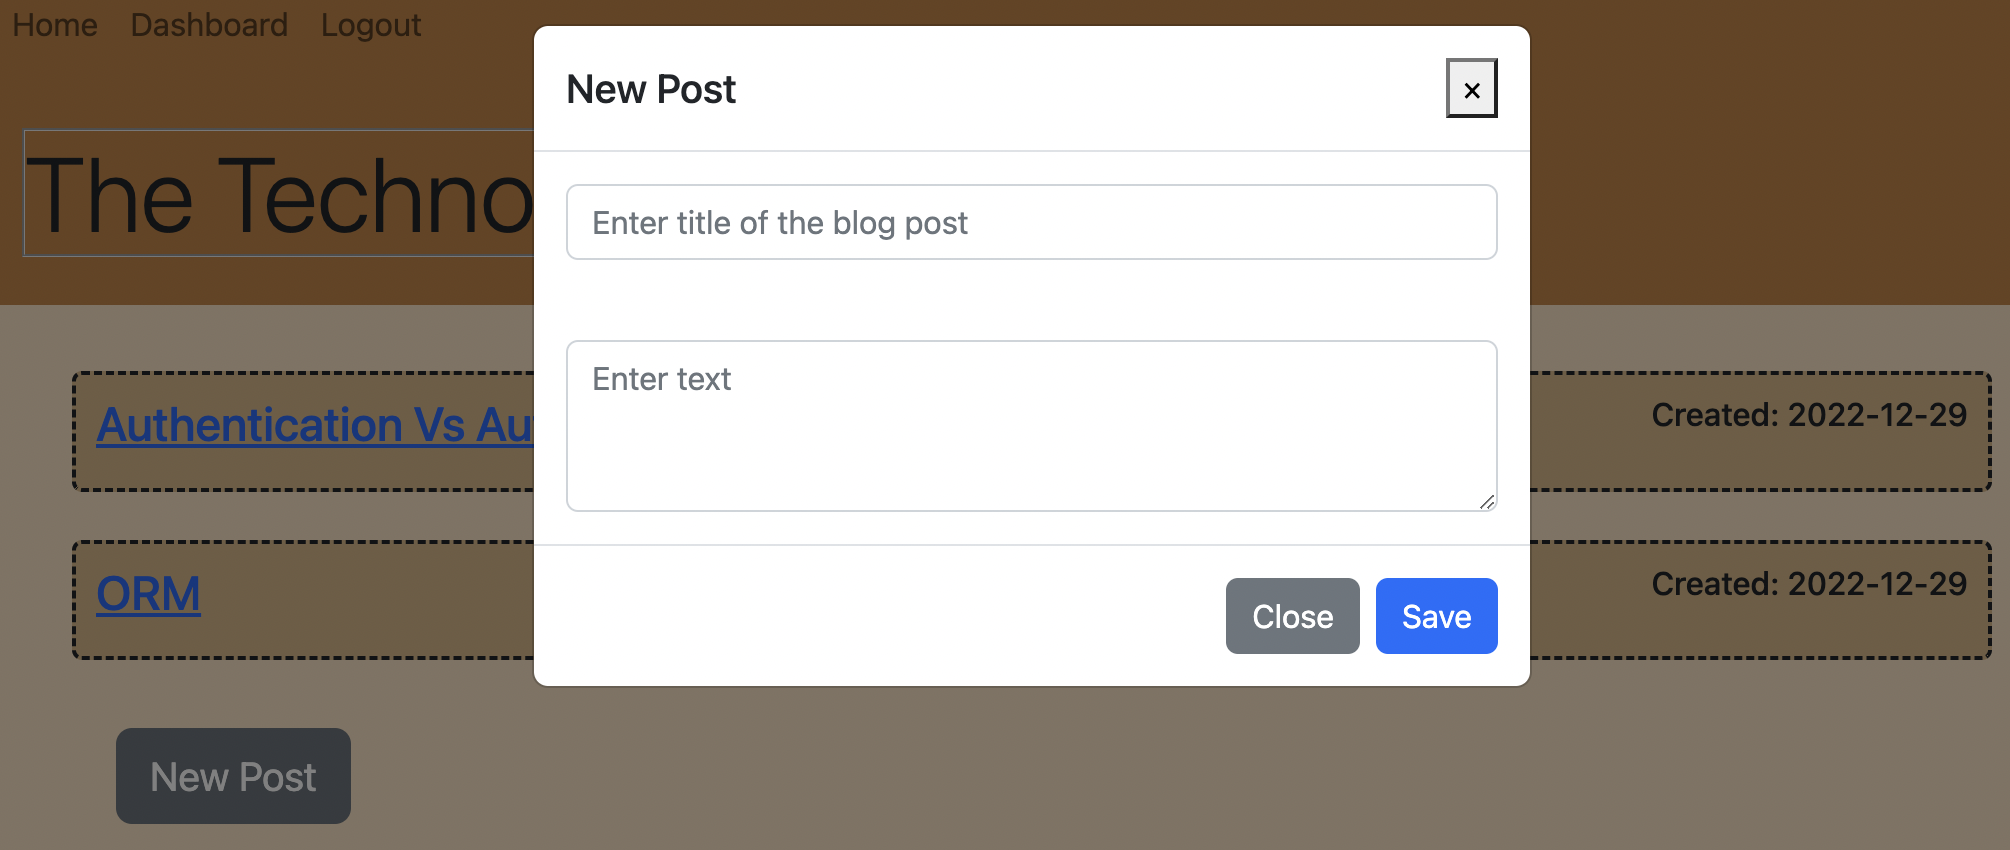 Home Dashboard Logout
New Post
×
The Techno
Enter title of the blog post
Enter text
Authentication Vs Au
Created: 2022-12-29
ORM
Created: 2022-12-29
Close Save
New Post